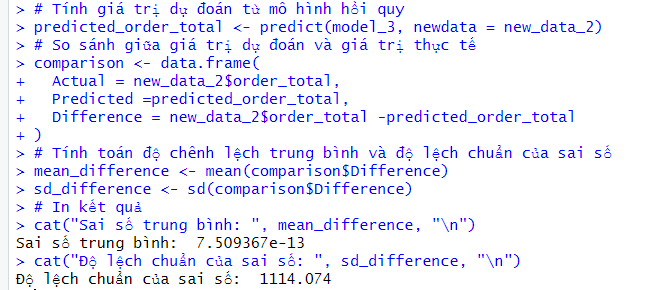 > # Tính giá trị dự đoán từ mô hình hồi quy
> predicted_order_total <- predict(model_3, newdata = new_data_2)
> # So sánh giữa giá trị dự đoán và giá trị thực tế
> comparison <- data.frame(
+   Actual = new_data_2$order_total,
+   Predicted =predicted_order_total,
+   Difference = new_data_2$order_total -predicted_order_total
+ )
> # Tính toán độ chênh lệch trung bình và độ lệch chuẩn của sai số
> mean_difference <- mean(comparison$Difference)
> sd_difference <- sd(comparison$Difference)
> # In kết quả
> cat("Sai số trung bình: ", mean_difference, "\n")
Sai số trung bình:  7.509367e-13
> cat("Độ lệch chuẩn của sai số: ", sd_difference, "\n")
Độ lệch chuẩn của sai số:  1114.074